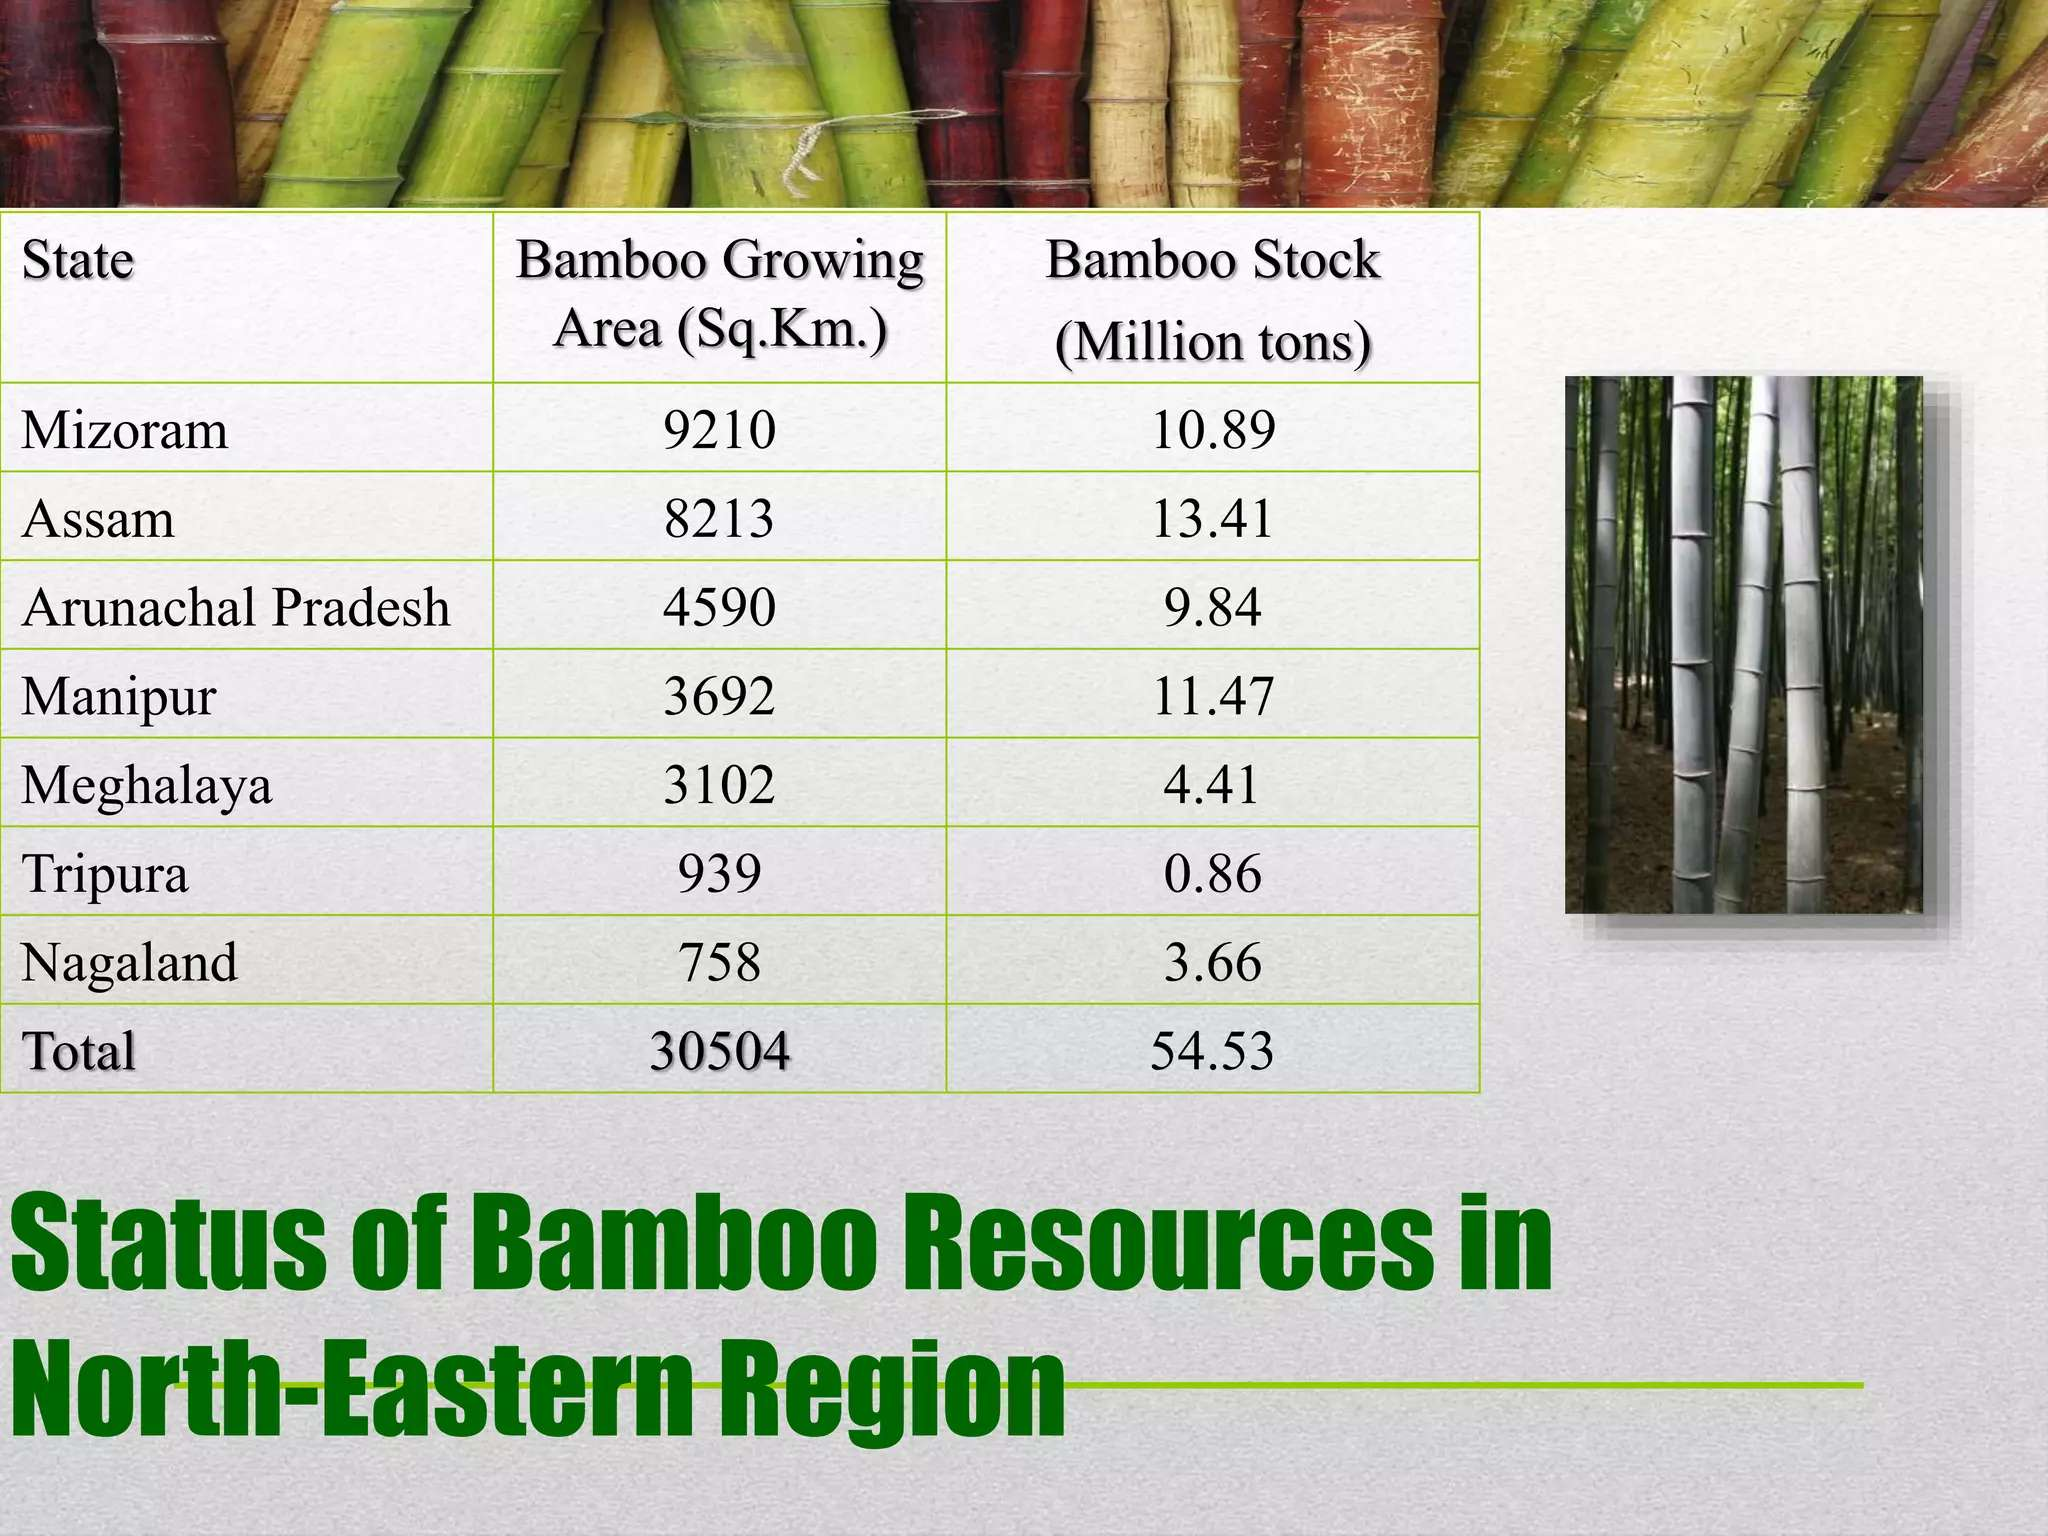 State Bamboo Growing Area (Sq.Km.) Bamboo Stock (Million tons)
Mizoram 9210 10.89
Assam 8213 13.41
Arunachal Pradesh 4590 9.84
Manipur 3692 11.47
Meghalaya 3102 4.41
Tripura 939 0.86
Nagaland 758 3.66
Total 30504 54.53
Status of Bamboo Resources in
North-Eastern Region